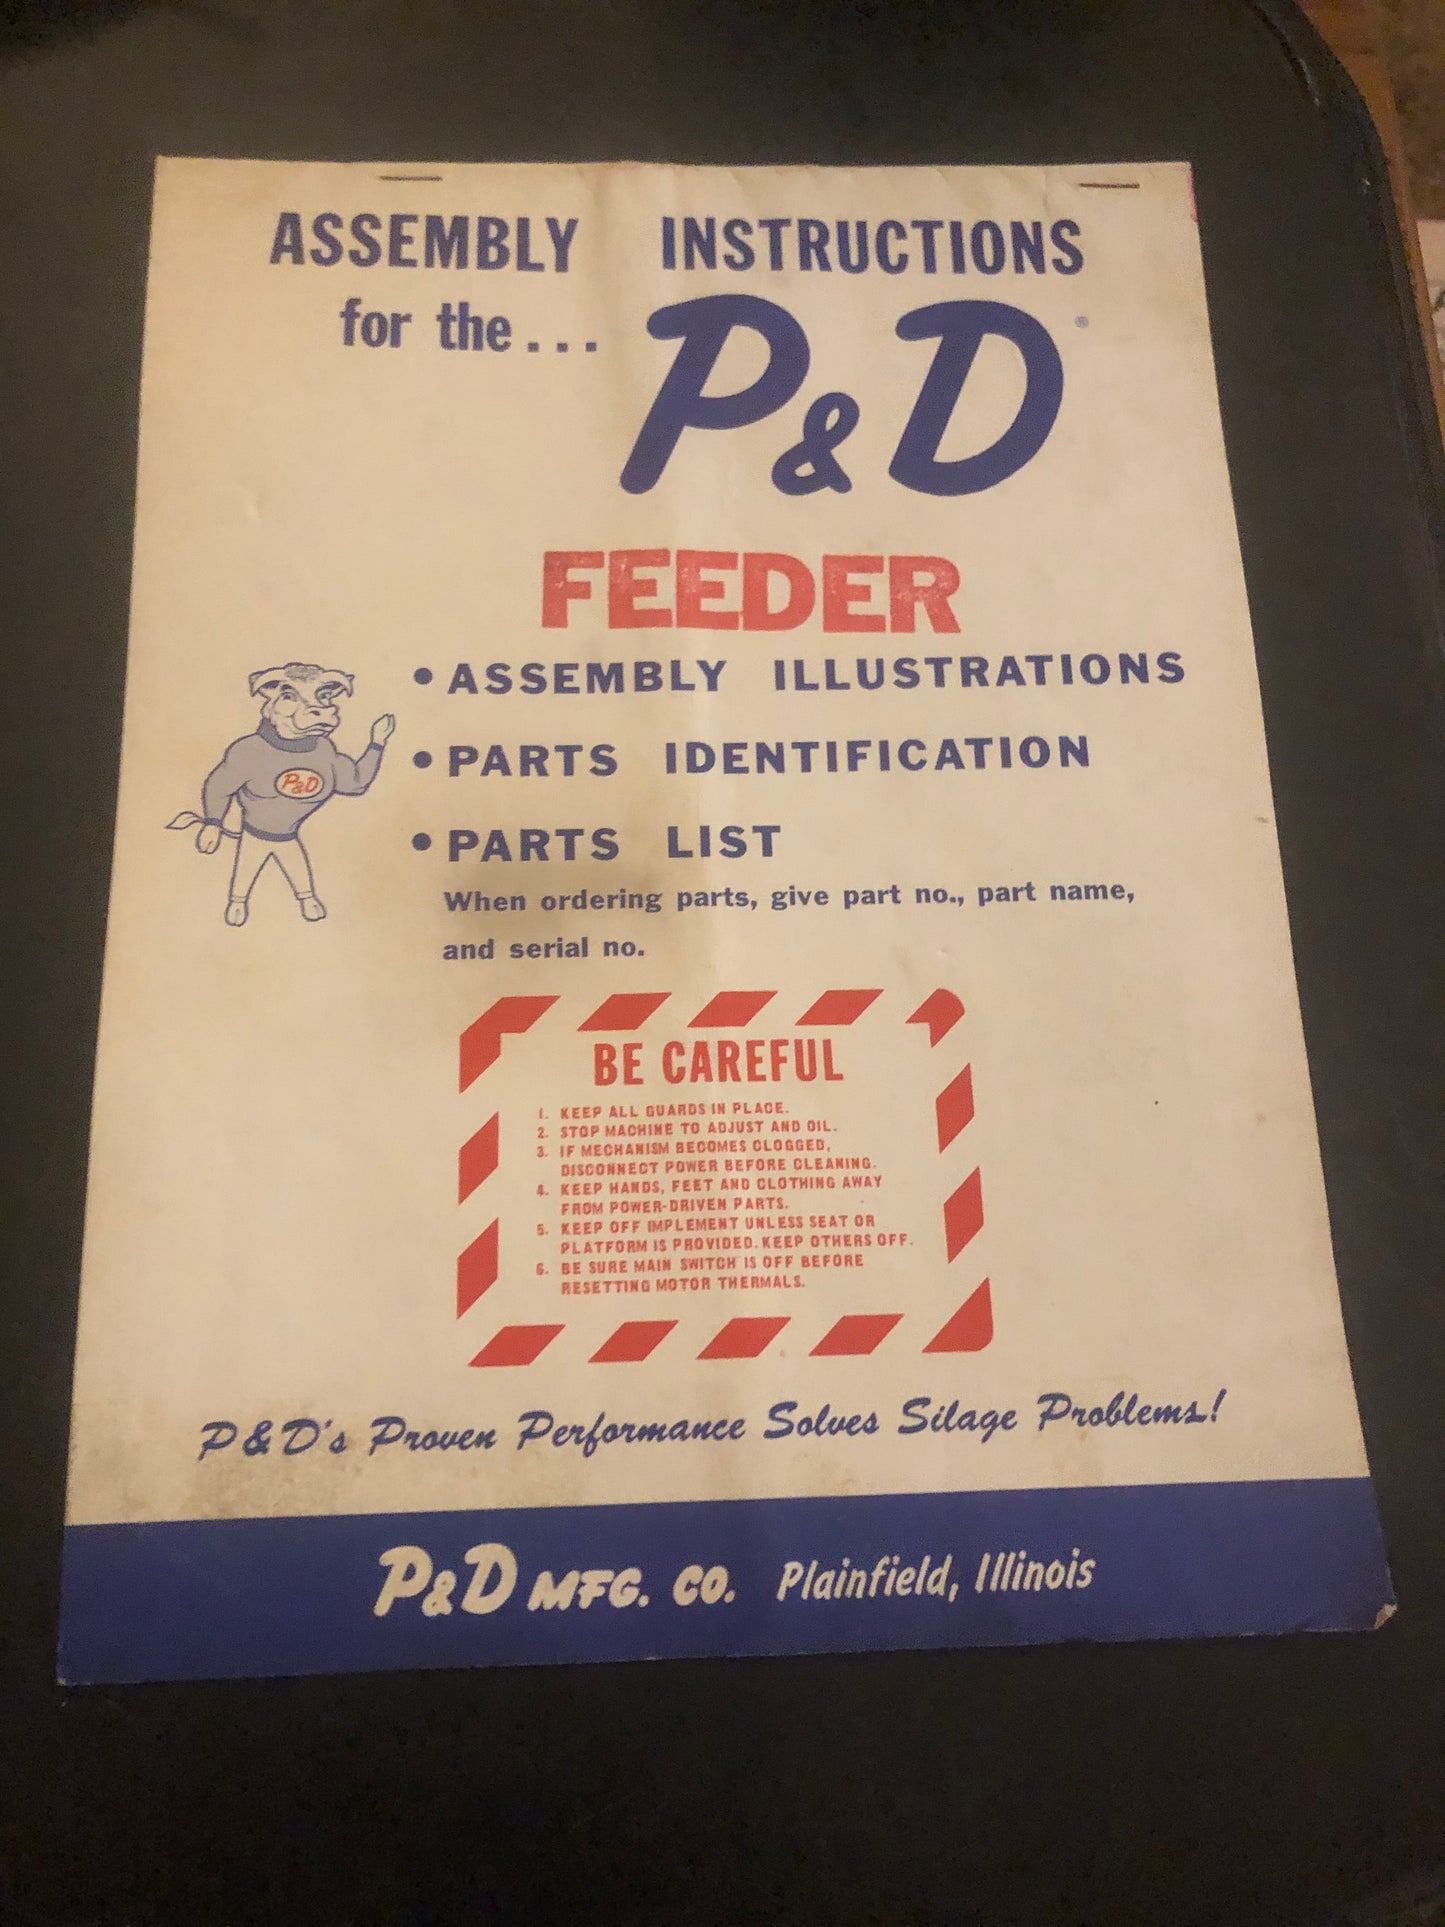 ASSEMBLY INSTRUCTIONS
for the... P&D®
FEEDER
• ASSEMBLY ILLUSTRATIONS
P&D
• PARTS IDENTIFICATION
• PARTS LIST
When ordering parts, give part no., part name,
and serial no.
BE CAREFUL
1. KEEP ALL GUARDS IN PLACE.
2. STOP MACHINE TO ADJUST AND OIL.
3. IF MECHANISM BECOMES CLOGGED,
DISCONNECT POWER BEFORE CLEANING.
4. KEEP HANDS, FEET AND CLOTHING AWAY
FROM POWER-DRIVEN PARTS.
5. KEEP OFF IMPLEMENT UNLESS SEAT OR
PLATFORM IS PROVIDED. KEEP OTHERS OFF.
6. BE SURE MAIN SWITCH IS OFF BEFORE
RESETTING MOTOR THERMALS.
P&D's Proven Performance Solves Silage Problems!
P&D MFG. CO. Plainfield, Illinois